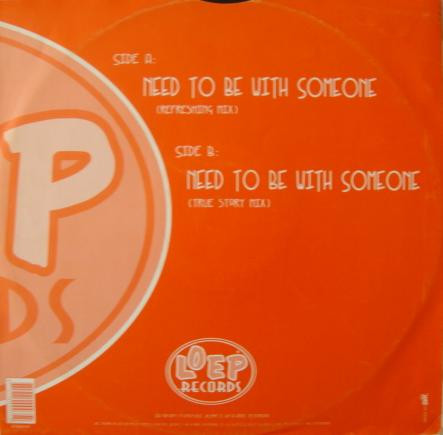 SIDE A:
NEED TO BE WITH SOMEONE
(REFRESHING MIX)
SIDE B:
NEED TO BE WITH SOMEONE
(TRUE STORY MIX)
P
RDS
LOEP
RECORDS